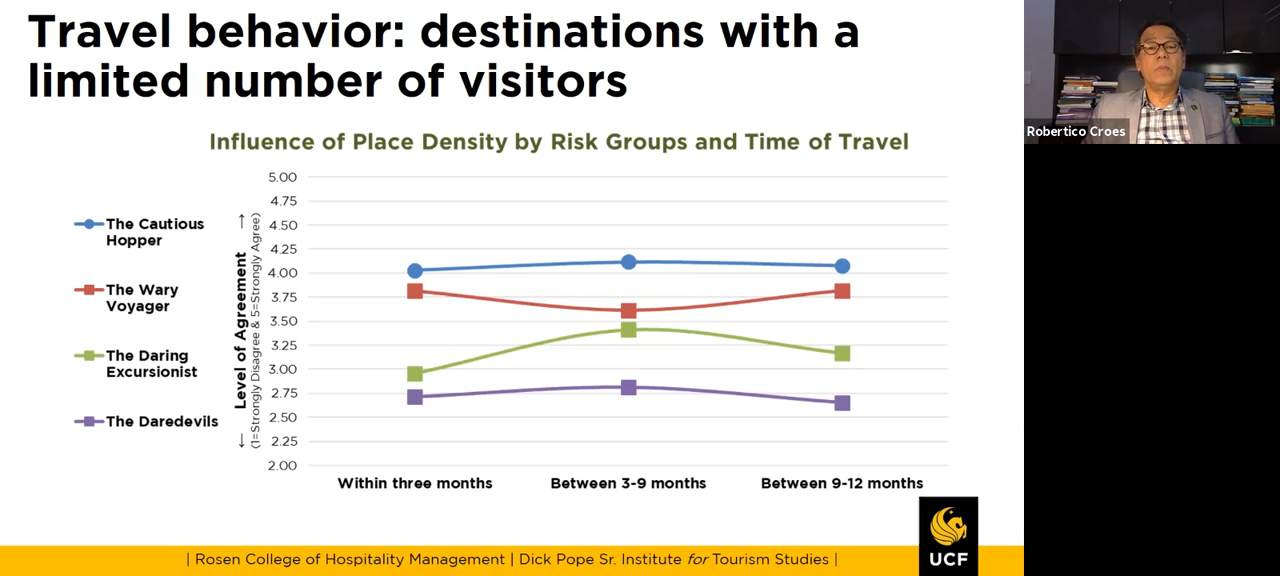 Travel behavior: destinations with a
limited number of visitors
Robertico Croes
Influence of Place Density by Risk Groups and Time of Travel
The Cautious
Hopper
The Wary
Voyager
The Daring
Excursionist
The Daredevils
← Level of Agreement →
(1=Strongly Disagree & 5=Strongly Agree)
5.00
4.75
4.50
4.25
4.00
3.75
3.50
3.25
3.00
2.75
2.50
2.25
2.00
Within three months
Between 3-9 months
Between 9-12 months
| Rosen College of Hospitality Management | Dick Pope Sr. Institute for Tourism Studies |
UCF